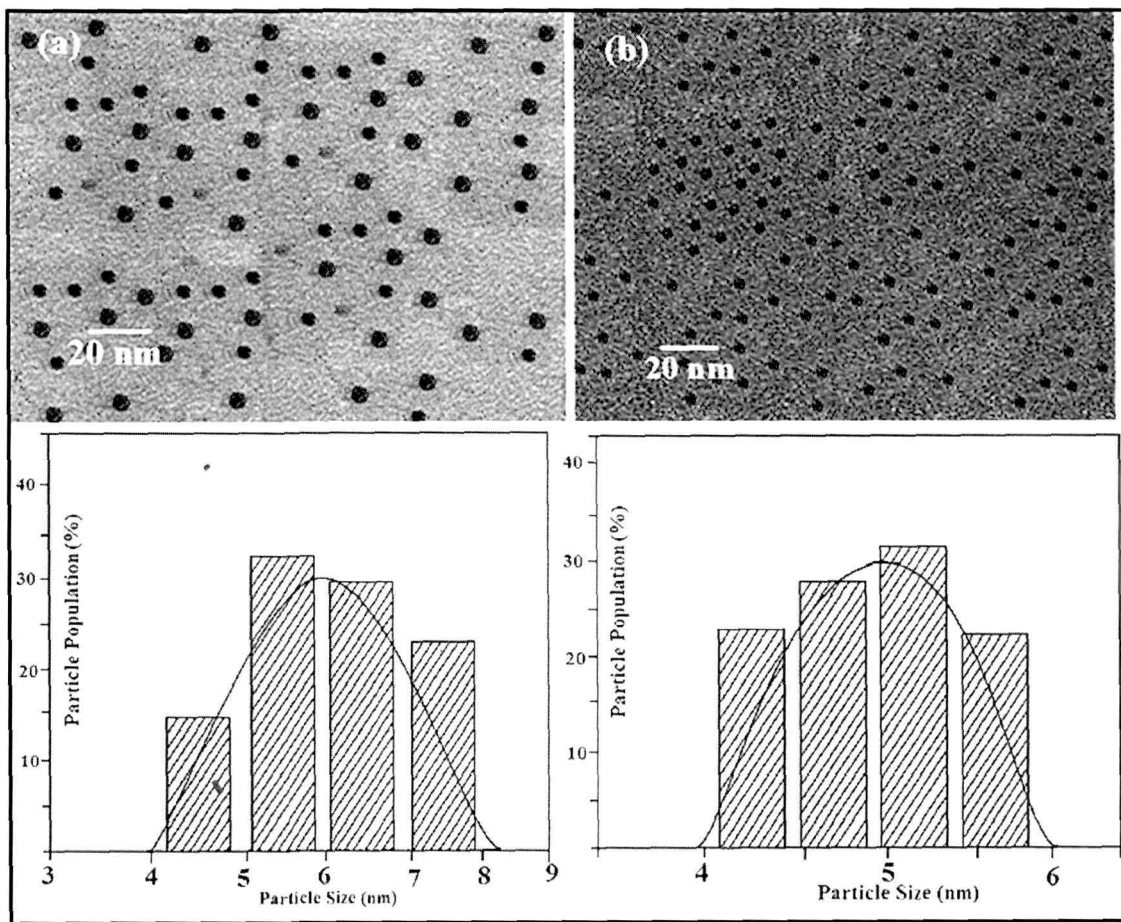 (a)
20 nm
(b)
20 nm
40
30
20
10
Particle Population (%)
3 4 5 6 7 8 9
Particle Size (nm)
40
30
20
10
Particle Population (%)
4 5 6
Particle Size (nm)